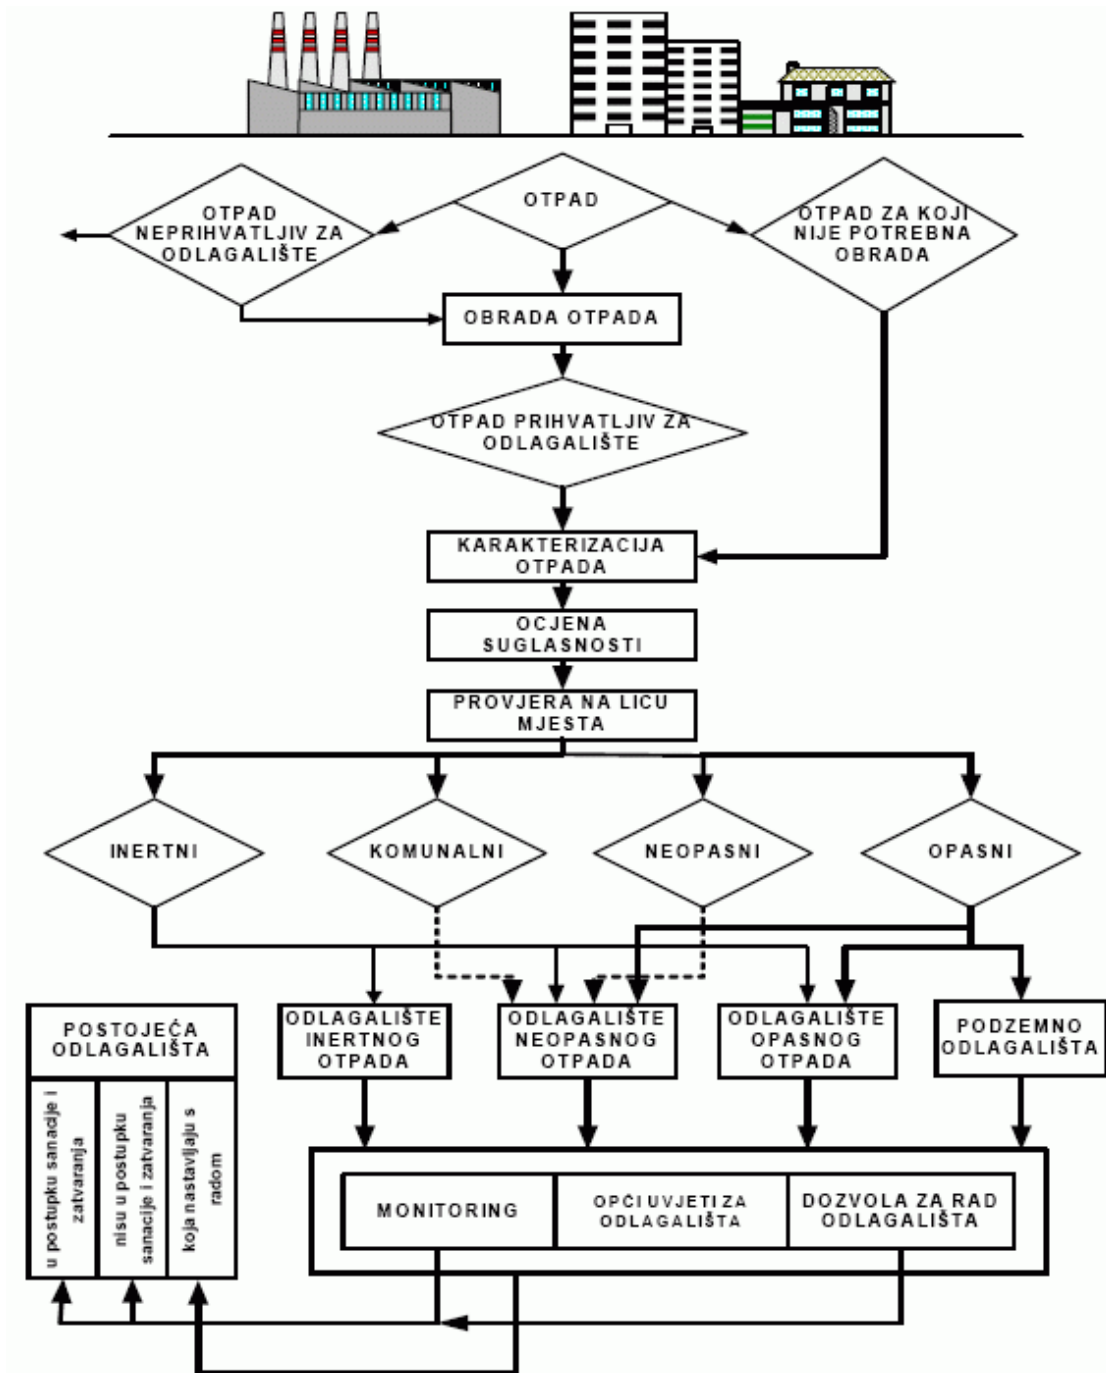 OTPAD
NEPRIHVATLJIV ZA
ODLAGALIŠTE
OTPAD
OTPAD ZA KOJI
NIJE POTREBNA
OBRADA
OBRADA OTPADA
OTPAD PRIHVATLJIV ZA
ODLAGALIŠTE
KARAKTERIZACIJA
OTPADA
OCJENA
SUGLASNOSTI
PROVJERA NA LICU
MJESTA
INERTNI
KOMUNALNI
NEOPASNI
OPASNI
POSTOJEĆA
ODLAGALIŠTA
u postupku sanacije i
zatvaranja
nisu u postupku
sanacije i zatvaranja
koja nastavljaju s
radom
ODLAGALIŠTE
INERTNOG
OTPADA
ODLAGALIŠTE
NEOPASNOG
OTPADA
ODLAGALIŠTE
OPASNOG
OTPADA
PODZEMNO
ODLAGALIŠTA
MONITORING
OPĆI UVJETI ZA
ODLAGALIŠTA
DOZVOLA ZA RAD
ODLAGALIŠTA